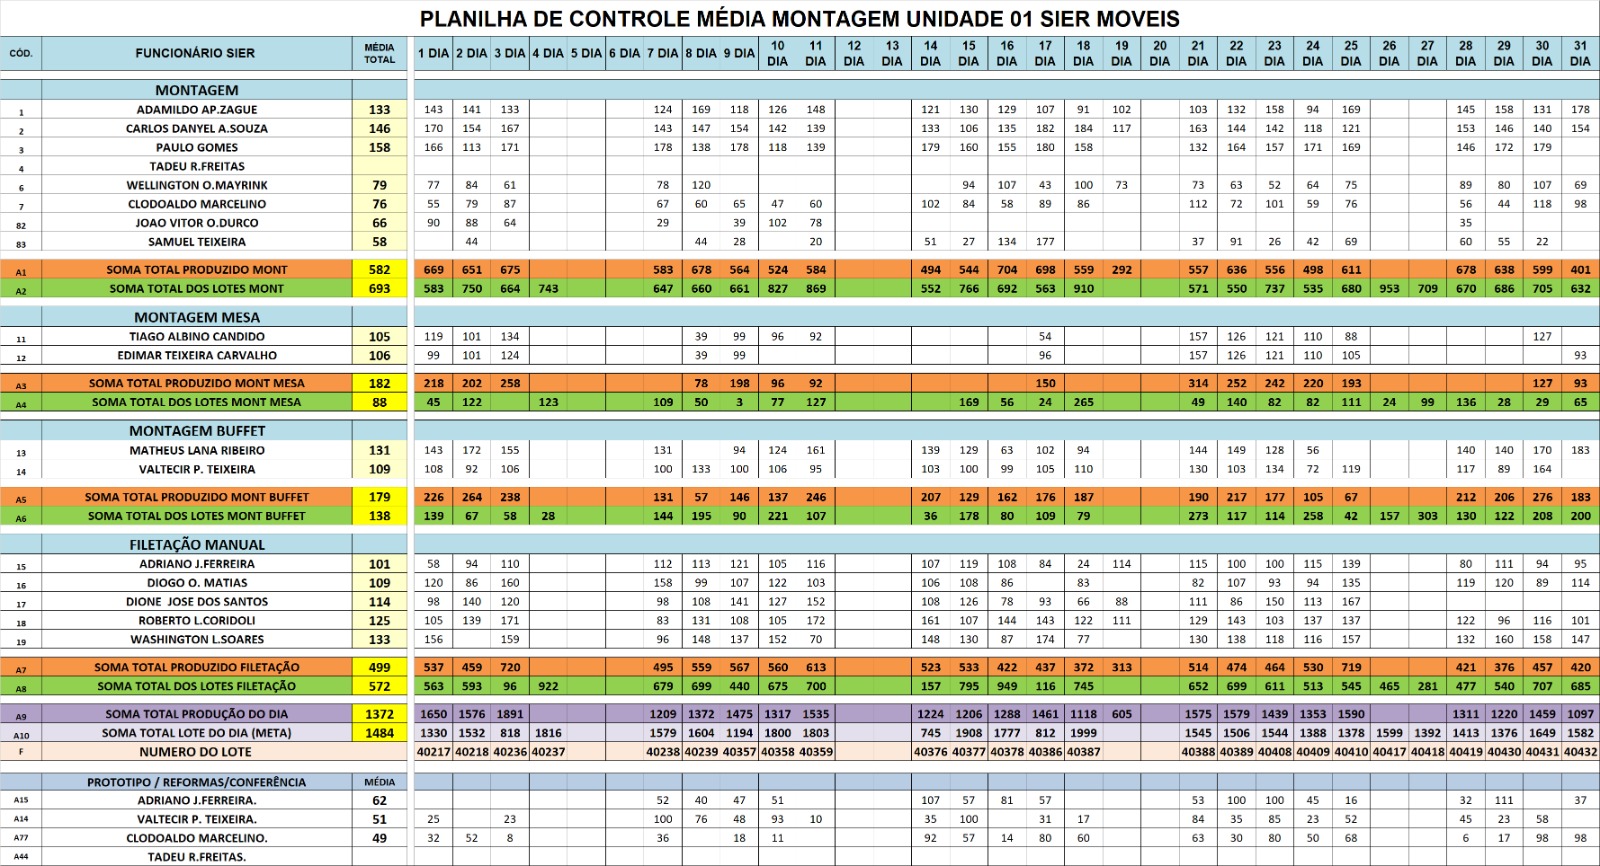 PLANILHA DE CONTROLE MÉDIA MONTAGEM UNIDADE 01 SIER MOVEIS
CÓD. FUNCIONÁRIO SIER MÉDIA TOTAL 1 DIA 2 DIA 3 DIA 4 DIA 5 DIA 6 DIA 7 DIA 8 DIA 9 DIA 10 DIA 11 DIA 12 DIA 13 DIA 14 DIA 15 DIA 16 DIA 17 DIA 18 DIA 19 DIA 20 DIA 21 DIA 22 DIA 23 DIA 24 DIA 25 DIA 26 DIA 27 DIA 28 DIA 29 DIA 30 DIA 31 DIA
MONTAGEM
1 ADAMILDO AP.ZAGUE 133 143 141 133 124 169 118 126 148 121 130 129 107 91 102 103 132 158 94 169 145 158 131 178
2 CARLOS DANYEL A.SOUZA 146 170 154 167 143 147 154 142 139 133 106 135 182 184 117 163 144 142 118 121 153 146 140 154
3 PAULO GOMES 158 166 113 171 178 138 178 118 139 179 160 155 180 158 132 164 157 171 169 146 172 179
4 TADEU R.FREITAS
6 WELLINGTON O.MAYRINK 79 77 84 61 78 120 94 107 43 100 73 73 63 52 64 75 89 80 107 69
7 CLODOALDO MARCELINO 76 55 79 87 67 60 65 47 60 102 84 58 89 86 112 72 101 59 76 56 44 118 98
82 JOAO VITOR O.DURCO 66 90 88 64 29 39 102 78 35
83 SAMUEL TEIXEIRA 58 44 44 28 20 51 27 134 177 37 91 26 42 69 60 55 22
A1 SOMA TOTAL PRODUZIDO MONT 582 669 651 675 583 678 564 524 584 494 544 704 698 559 292 557 636 556 498 611 678 638 599 401
A2 SOMA TOTAL DOS LOTES MONT 693 583 750 664 743 647 660 661 827 869 552 766 692 563 910 571 550 737 535 680 953 709 670 686 705 632
MONTAGEM MESA
11 TIAGO ALBINO CANDIDO 105 119 101 134 39 99 96 92 54 157 126 121 110 88 127
12 EDIMAR TEIXEIRA CARVALHO 106 99 101 124 39 99 96 157 126 121 110 105 93
A3 SOMA TOTAL PRODUZIDO MONT MESA 182 218 202 258 78 198 96 92 150 314 252 242 220 193 127 93
A4 SOMA TOTAL DOS LOTES MONT MESA 88 45 122 123 109 50 3 77 127 169 56 24 265 49 140 82 82 111 24 99 136 28 29 65
MONTAGEM BUFFET
13 MATHEUS LANA RIBEIRO 131 143 172 155 131 94 124 161 139 129 63 102 94 144 149 128 56 140 140 170 183
14 VALTECIR P. TEIXEIRA 109 108 92 106 100 133 100 106 95 103 100 99 105 110 130 103 134 72 119 117 89 164
A5 SOMA TOTAL PRODUZIDO MONT BUFFET 179 226 264 238 131 57 146 137 246 207 129 162 176 187 190 217 177 105 67 212 206 276 183
A6 SOMA TOTAL DOS LOTES MONT BUFFET 138 139 67 58 28 144 195 90 221 107 36 178 80 109 79 273 117 114 258 42 157 303 130 122 208 200
FILETAÇÃO MANUAL
15 ADRIANO J.FERREIRA 101 58 94 110 112 113 121 105 116 107 119 108 84 24 114 115 100 100 115 139 80 111 94 95
16 DIOGO O. MATIAS 109 120 86 160 158 99 107 122 103 106 108 86 83 82 107 93 94 135 119 120 89 114
17 DIONE JOSE DOS SANTOS 114 98 140 120 98 108 141 127 152 108 126 78 93 66 88 111 86 150 113 167
18 ROBERTO L.CORIDOLI 125 105 139 171 83 131 108 105 172 161 107 144 143 122 111 129 143 103 137 137 122 96 116 101
19 WASHINGTON L.SOARES 133 156 159 96 148 137 152 70 148 130 87 174 77 130 138 118 116 157 132 160 158 147
A7 SOMA TOTAL PRODUZIDO FILETAÇÃO 499 537 459 720 495 559 567 560 613 523 533 422 437 372 313 514 474 464 530 719 421 376 457 420
A8 SOMA TOTAL DOS LOTES FILETAÇÃO 572 563 593 96 922 679 699 440 675 700 157 795 949 116 745 652 699 611 513 545 465 281 477 540 707 685
A9 SOMA TOTAL PRODUÇÃO DO DIA 1372 1650 1576 1891 1209 1372 1475 1317 1535 1224 1206 1288 1461 1118 605 1575 1579 1439 1353 1590 1311 1220 1459 1097
A10 SOMA TOTAL LOTE DO DIA (META) 1484 1330 1532 818 1816 1579 1604 1194 1800 1803 745 1908 1777 812 1999 1545 1506 1544 1388 1378 1599 1392 1413 1376 1649 1582
F NUMERO DO LOTE 40217 40218 40236 40237 40238 40239 40357 40358 40359 40376 40377 40378 40386 40387 40388 40389 40408 40409 40410 40417 40418 40419 40430 40431 40432
PROTOTIPO / REFORMAS/CONFERÊNCIA MÉDIA
A15 ADRIANO J.FERREIRA. 62 52 40 47 51 107 57 81 57 53 100 100 45 16 32 111 37
A14 VALTECIR P. TEIXEIRA. 51 25 23 100 76 48 93 10 35 100 31 17 84 35 85 23 52 45 23 58
A77 CLODOALDO MARCELINO. 49 32 52 8 36 18 11 92 57 14 80 60 63 30 80 50 68 6 17 98 98
A44 TADEU R.FREITAS.